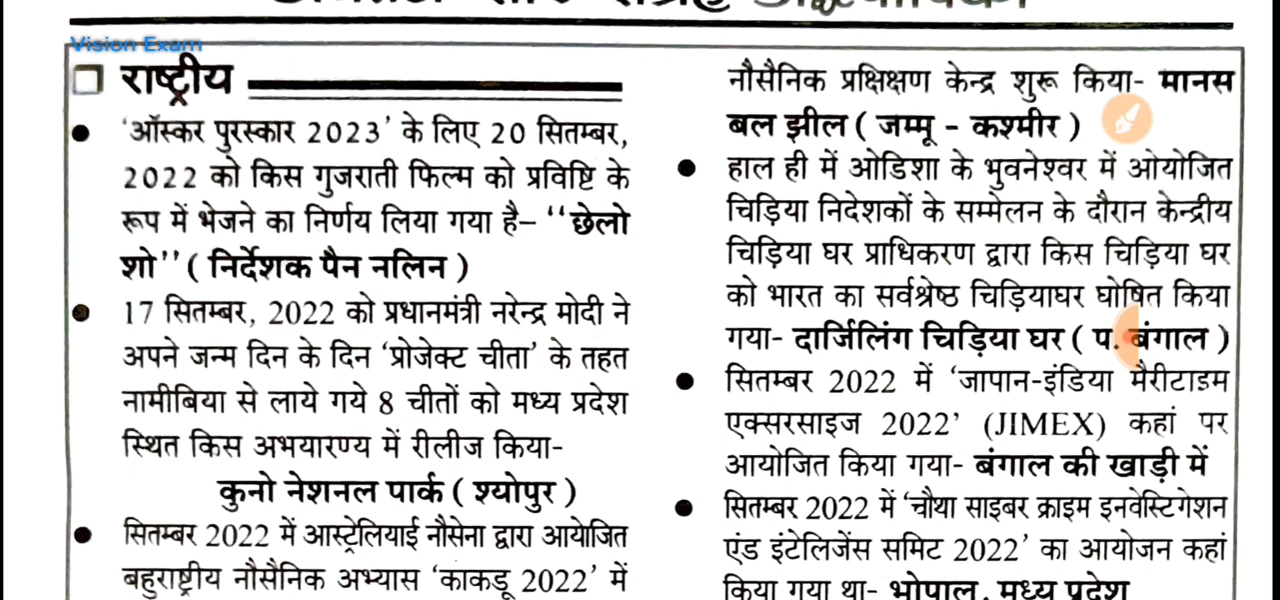 Vision Exam
राष्ट्रीय
● 'ऑस्कर पुरस्कार 2023' के लिए 20 सितम्बर,
2022 को किस गुजराती फिल्म को प्रविष्टि के
रूप में भेजने का निर्णय लिया गया है– ''छेलो
शो'' ( निर्देशक पैन नलिन )
● 17 सितम्बर, 2022 को प्रधानमंत्री नरेन्द्र मोदी ने
अपने जन्म दिन के दिन 'प्रोजेक्ट चीता' के तहत
नामीबिया से लाये गये 8 चीतों को मध्य प्रदेश
स्थित किस अभयारण्य में रीलीज किया-
कुनो नेशनल पार्क ( श्योपुर )
● सितम्बर 2022 में आस्ट्रेलियाई नौसेना द्वारा आयोजित
बहुराष्ट्रीय नौसैनिक अभ्यास 'काकडू 2022' में
नौसैनिक प्रक्षिक्षण केन्द्र शुरू किया- मानस
बल झील ( जम्मू - कश्मीर )
● हाल ही में ओडिशा के भुवनेश्वर में ओयोजित
चिड़िया निदेशकों के सम्मेलन के दौरान केन्द्रीय
चिड़िया घर प्राधिकरण द्वारा किस चिड़िया घर
को भारत का सर्वश्रेष्ठ चिड़ियाघर घोषित किया
गया- दार्जिलिंग चिड़िया घर ( प. बंगाल )
● सितम्बर 2022 में 'जापान-इंडिया मैरीटाइम
एक्सरसाइज 2022' (JIMEX) कहां पर
आयोजित किया गया- बंगाल की खाड़ी में
● सितम्बर 2022 में 'चौथा साइबर क्राइम इनवेस्टिगेशन
एंड इंटेलिजेंस समिट 2022' का आयोजन कहां
किया गया था- भोपाल, मध्य प्रदेश